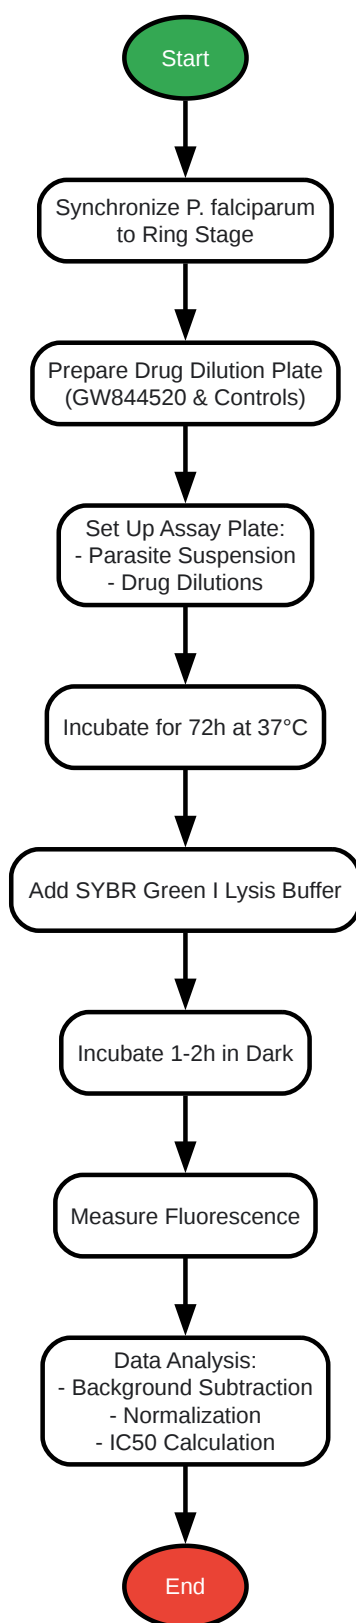 Start
Synchronize P. falciparum
to Ring Stage
Prepare Drug Dilution Plate
(GW844520 & Controls)
Set Up Assay Plate:
- Parasite Suspension
- Drug Dilutions
Incubate for 72h at 37°C
Add SYBR Green I Lysis Buffer
Incubate 1-2h in Dark
Measure Fluorescence
Data Analysis:
- Background Subtraction
- Normalization
- IC50 Calculation
End